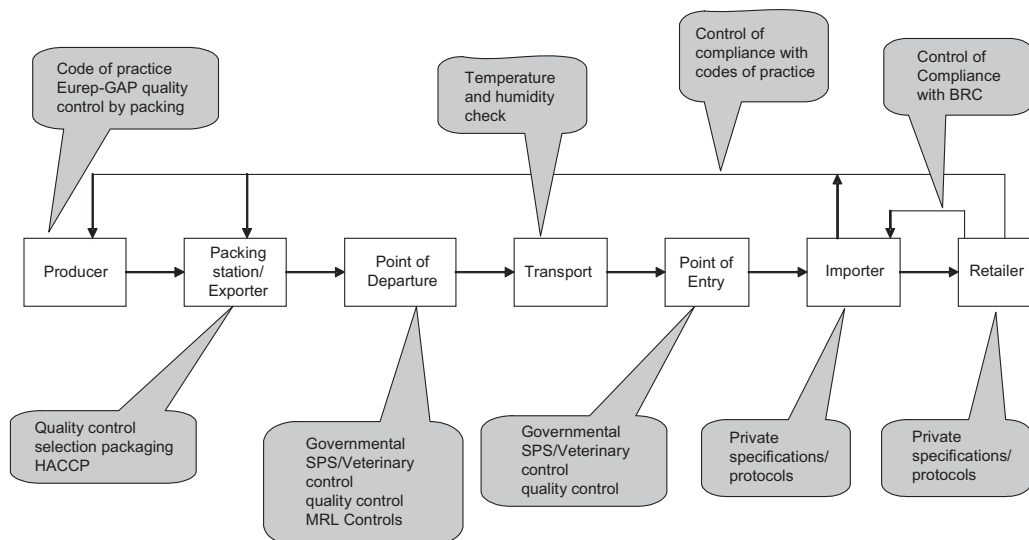 Code of practice
Eurep-GAP quality
control by packing
Temperature
and humidity
check
Control of
compliance with
codes of practice
Control of
Compliance
with BRC
Producer
Packing
station/
Exporter
Point of
Departure
Transport
Point of
Entry
Importer
Retailer
Quality control
selection packaging
HACCP
Governmental
SPS/Veterinary
control
quality control
MRL Controls
Governmental
SPS/Veterinary
control
quality control
Private
specifications/
protocols
Private
specifications/
protocols